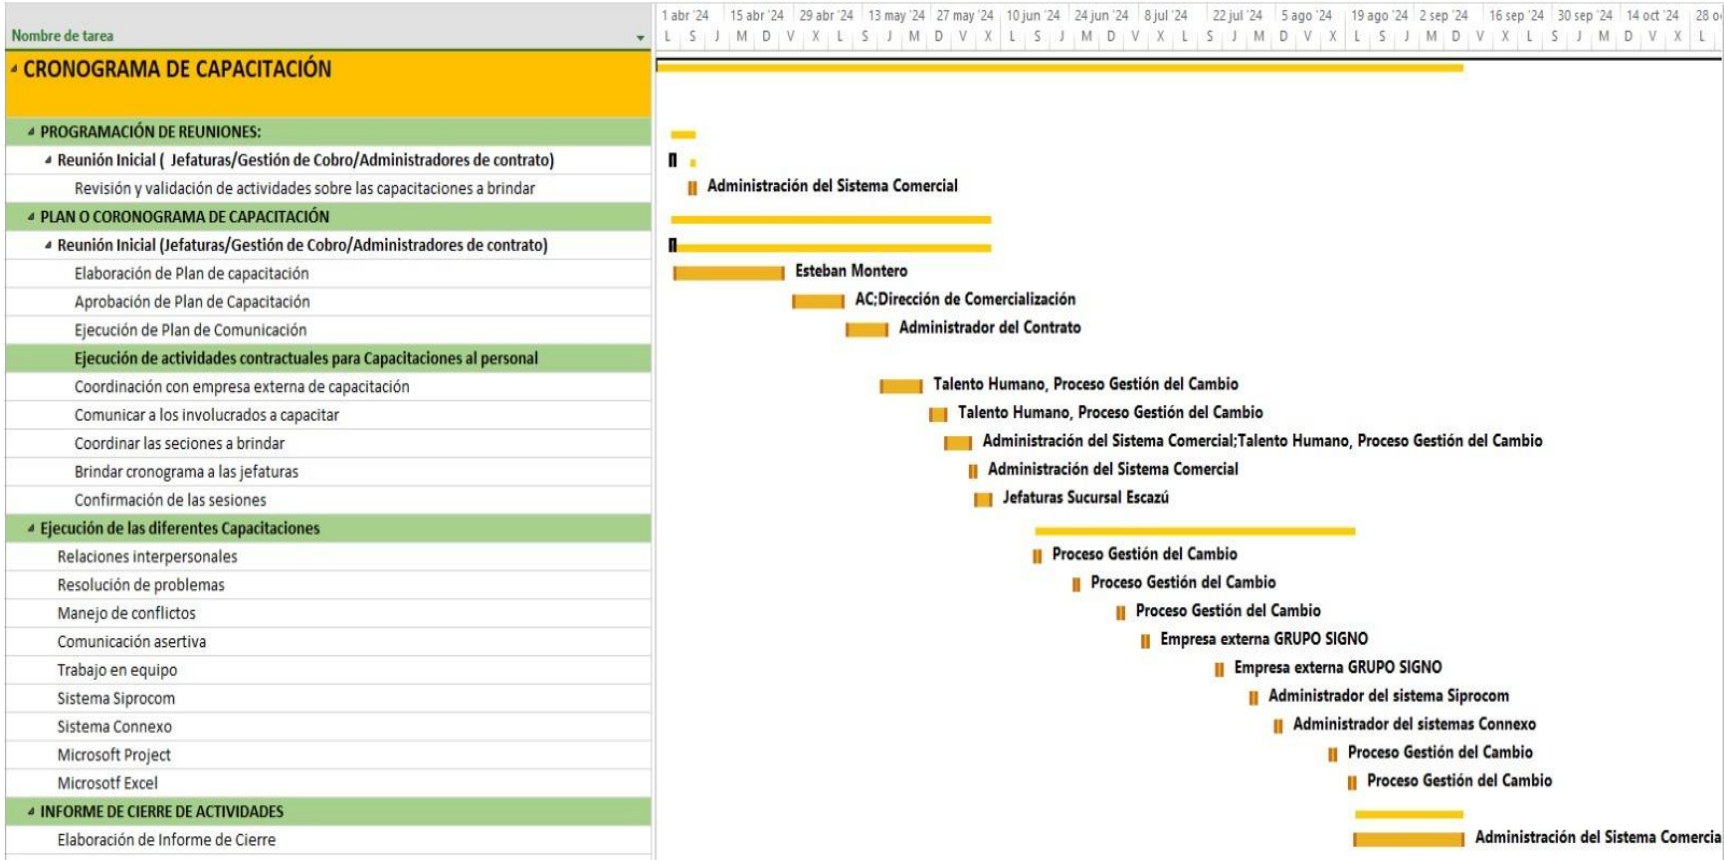 1 abr '24 15 abr '24 29 abr '24 13 may '24 27 may '24 10 jun '24 24 jun '24 8 jul '24 22 jul '24 5 ago '24 19 ago '24 2 sep '24 16 sep '24 30 sep '24 14 oct '24 28 o
Nombre de tarea L S J M D V X L S J M D V X L S J M D V X L S J M D V X L S J M D V X L S J M D V X L
CRONOGRAMA DE CAPACITACIÓN
PROGRAMACIÓN DE REUNIONES:
Reunión Inicial ( Jefaturas/Gestión de Cobro/Administradores de contrato)
Revisión y validación de actividades sobre las capacitaciones a brindar Administración del Sistema Comercial
PLAN O CORONOGRAMA DE CAPACITACIÓN
Reunión Inicial (Jefaturas/Gestión de Cobro/Administradores de contrato)
Elaboración de Plan de capacitación Esteban Montero
Aprobación de Plan de Capacitación AC;Dirección de Comercialización
Ejecución de Plan de Comunicación Administrador del Contrato
Ejecución de actividades contractuales para Capacitaciones al personal
Coordinación con empresa externa de capacitación Talento Humano, Proceso Gestión del Cambio
Comunicar a los involucrados a capacitar Talento Humano, Proceso Gestión del Cambio
Coordinar las seciones a brindar Administración del Sistema Comercial;Talento Humano, Proceso Gestión del Cambio
Brindar cronograma a las jefaturas Administración del Sistema Comercial
Confirmación de las sesiones Jefaturas Sucursal Escazú
Ejecución de las diferentes Capacitaciones
Relaciones interpersonales Proceso Gestión del Cambio
Resolución de problemas Proceso Gestión del Cambio
Manejo de conflictos Proceso Gestión del Cambio
Comunicación asertiva Empresa externa GRUPO SIGNO
Trabajo en equipo Empresa externa GRUPO SIGNO
Sistema Siprocom Administrador del sistema Siprocom
Sistema Connexo Administrador del sistemas Connexo
Microsoft Project Proceso Gestión del Cambio
Microsotf Excel Proceso Gestión del Cambio
INFORME DE CIERRE DE ACTIVIDADES
Elaboración de Informe de Cierre Administración del Sistema Comercia